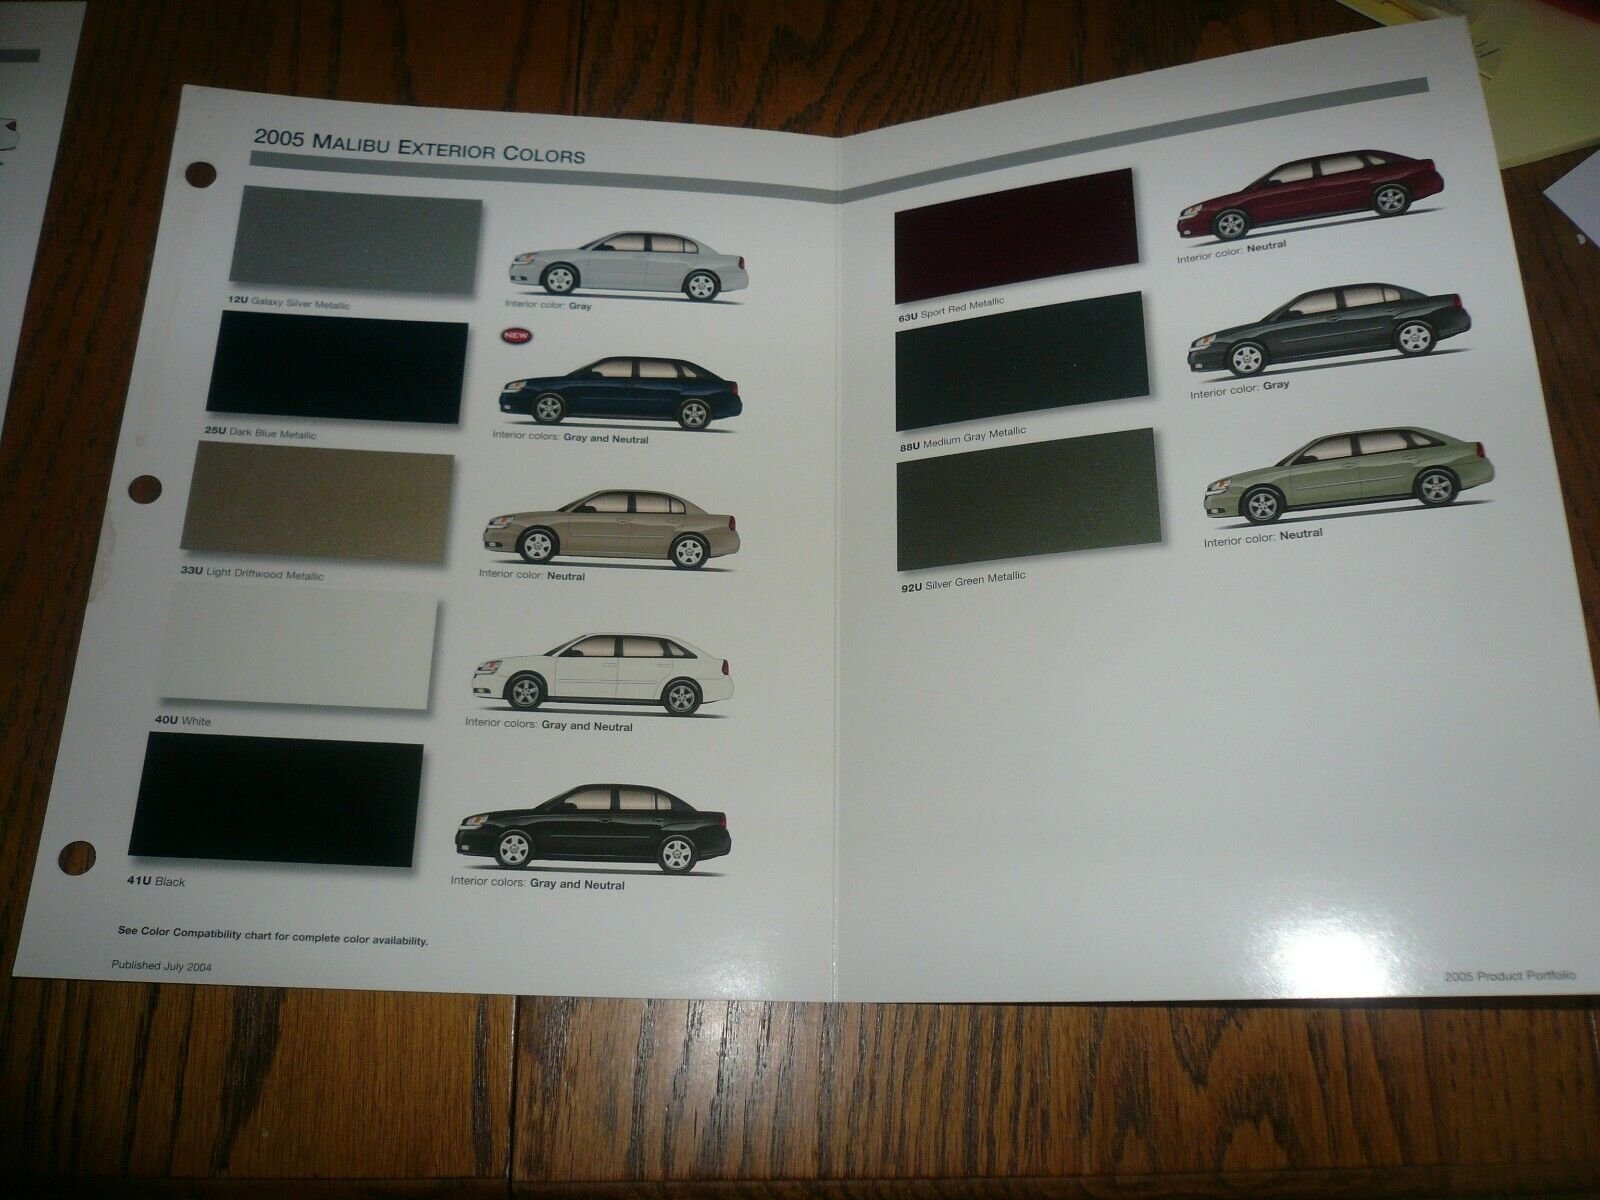 2005 MALIBU EXTERIOR COLORS
12U Galaxy Silver Metallic
Interior color: Gray
NEW
25U Dark Blue Metallic
Interior colors: Gray and Neutral
33U Light Driftwood Metallic
Interior color: Neutral
40U White
Interior colors: Gray and Neutral
41U Black
Interior colors: Gray and Neutral
See Color Compatibility chart for complete color availability.
Published July 2004
63U Sport Red Metallic
Interior color: Neutral
88U Medium Gray Metallic
Interior color: Gray
92U Silver Green Metallic
Interior color: Neutral
2005 Product Portfolio